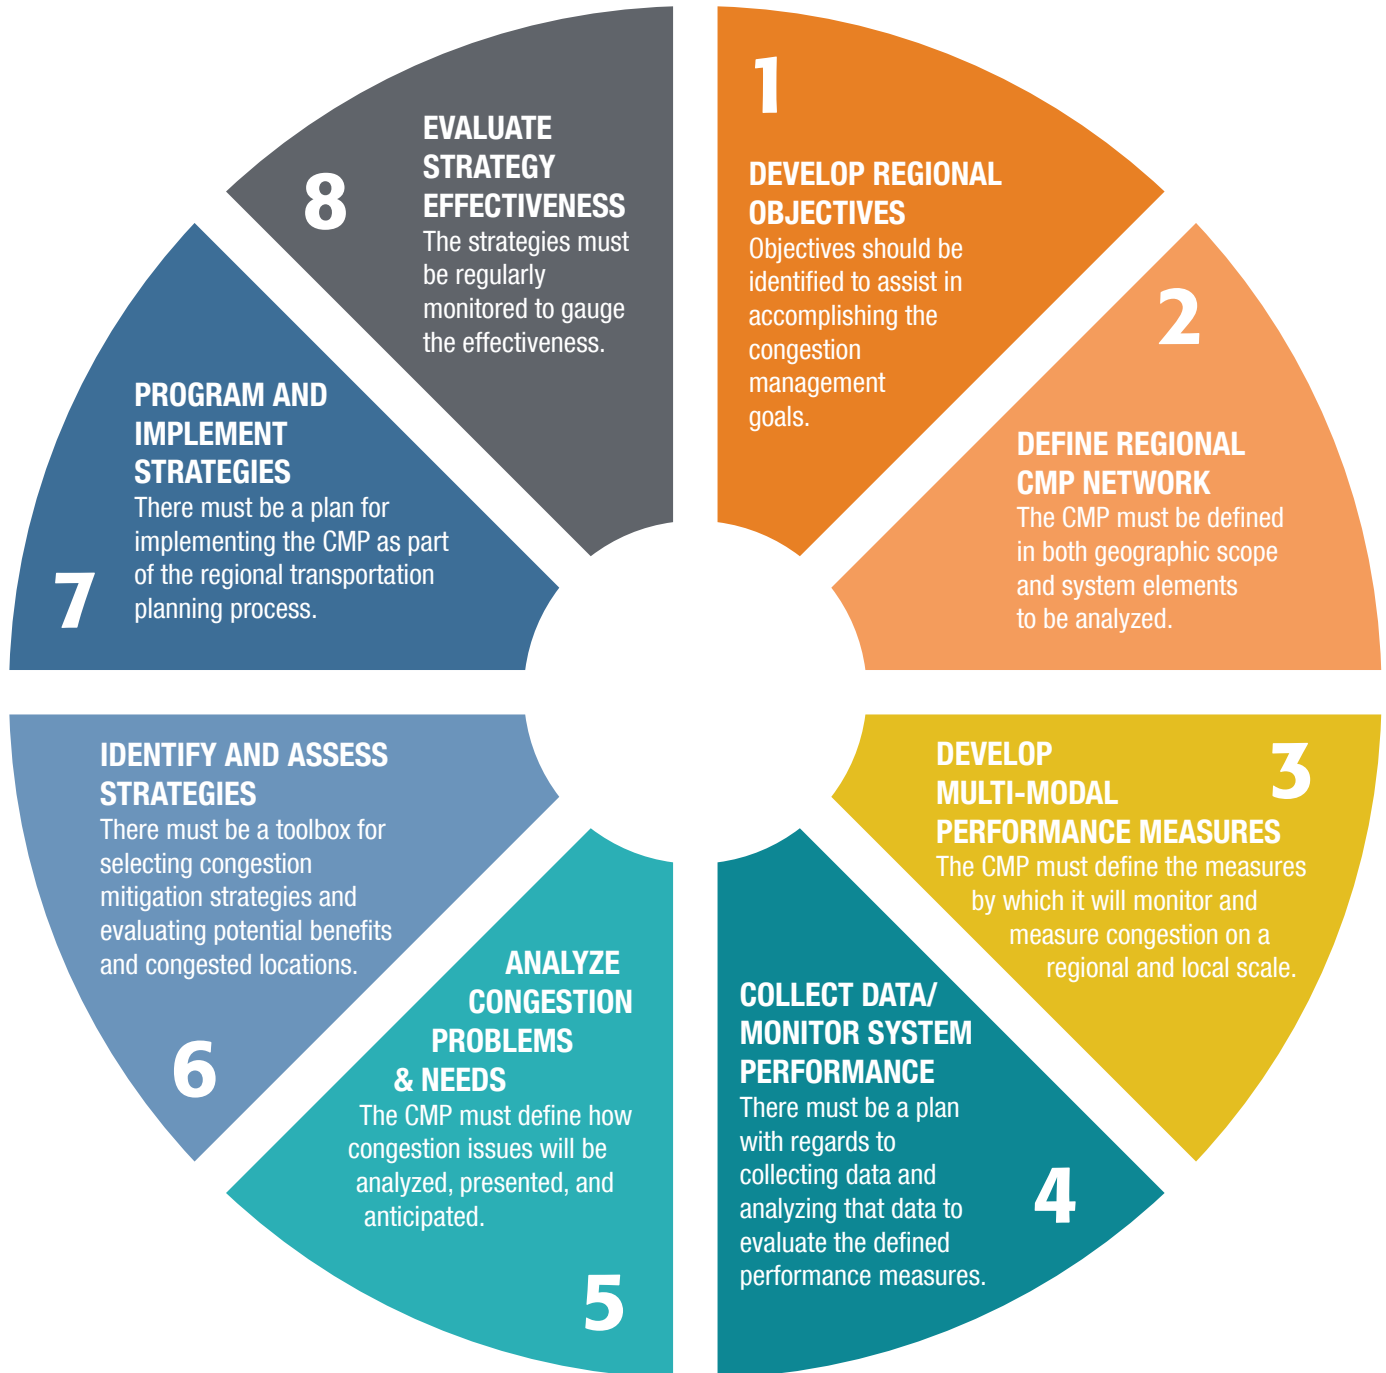 1
DEVELOP REGIONAL
OBJECTIVES
Objectives should be
identified to assist in
accomplishing the
congestion
management
goals.
2
DEFINE REGIONAL
CMP NETWORK
The CMP must be defined
in both geographic scope
and system elements
to be analyzed.
3
DEVELOP
MULTI-MODAL
PERFORMANCE MEASURES
The CMP must define the measures
by which it will monitor and
measure congestion on a
regional and local scale.
4
COLLECT DATA/
MONITOR SYSTEM
PERFORMANCE
There must be a plan
with regards to
collecting data and
analyzing that data to
evaluate the defined
performance measures.
5
ANALYZE
CONGESTION
PROBLEMS
& NEEDS
The CMP must define how
congestion issues will be
analyzed, presented, and
anticipated.
6
IDENTIFY AND ASSESS
STRATEGIES
There must be a toolbox for
selecting congestion
mitigation strategies and
evaluating potential benefits
and congested locations.
7
PROGRAM AND
IMPLEMENT
STRATEGIES
There must be a plan for
implementing the CMP as part
of the regional transportation
planning process.
8
EVALUATE
STRATEGY
EFFECTIVENESS
The strategies must
be regularly
monitored to gauge
the effectiveness.